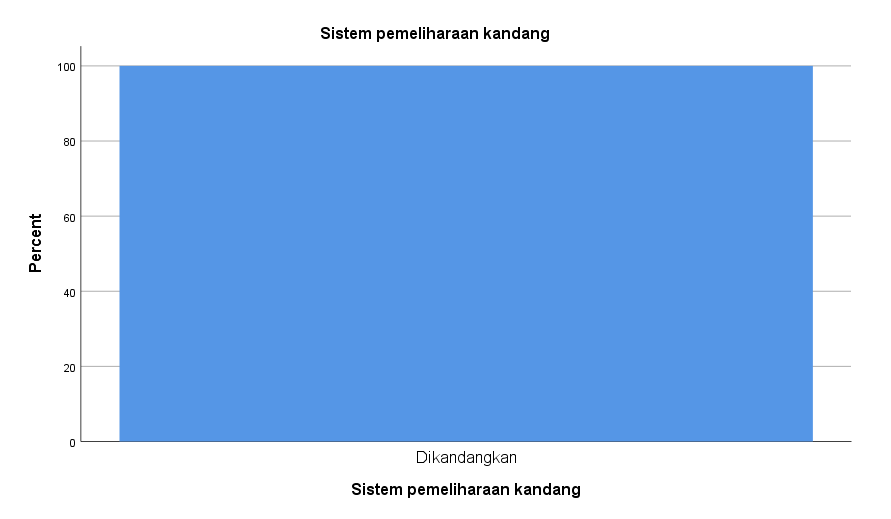 Sistem pemeliharaan kandang
Percent
100
80
60
40
20
0
Dikandangkan
Sistem pemeliharaan kandang